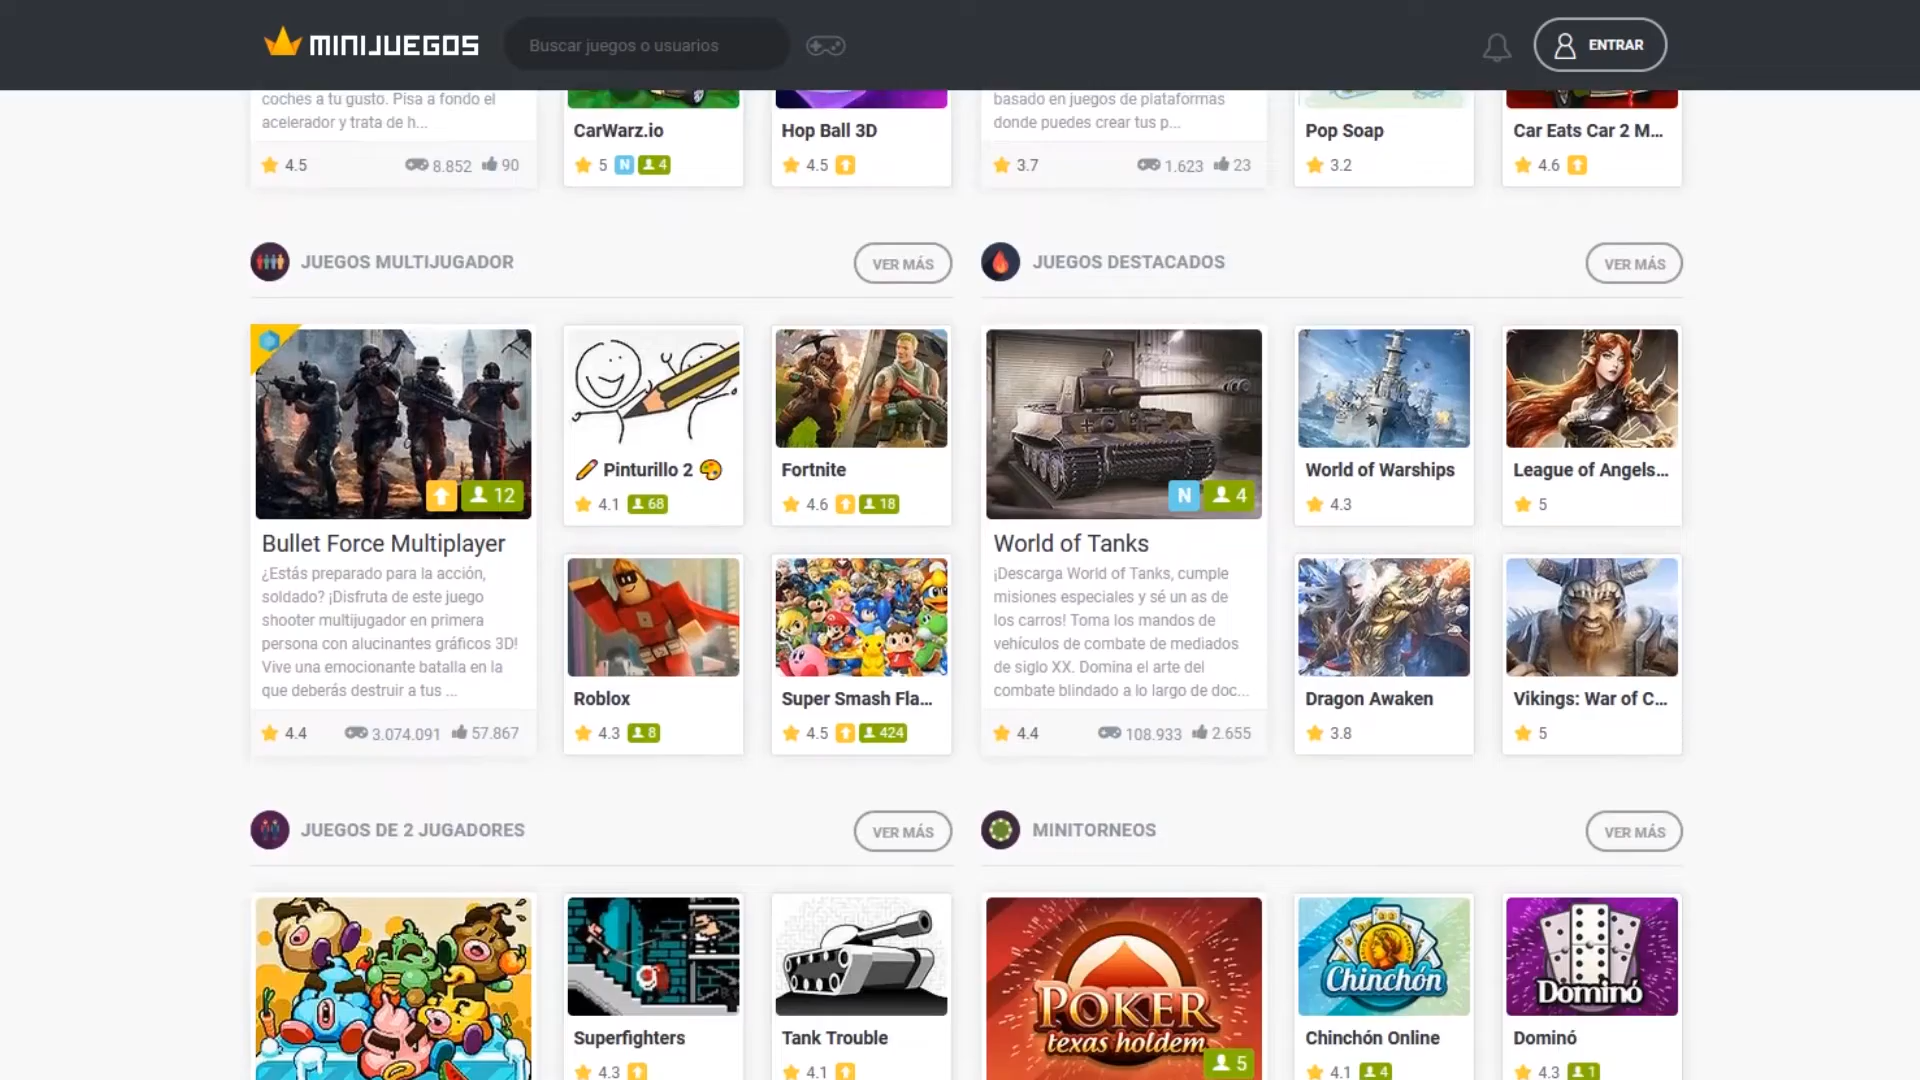 MINIJUEGOS
Buscar juegos o usuarios
ENTRAR
coches a tu gusto. Pisa a fondo el
acelerador y trata de h...
4.5
8.852
90
CarWarz.io
5
N
4
Hop Ball 3D
4.5
basado en juegos de plataformas
donde puedes crear tus p...
3.7
1.623
23
Pop Soap
3.2
Car Eats Car 2 M...
4.6
JUEGOS MULTIJUGADOR
VER MÁS
12
Bullet Force Multiplayer
¿Estás preparado para la acción,
soldado? ¡Disfruta de este juego
shooter multijugador en primera
persona con alucinantes gráficos 3D!
Vive una emocionante batalla en la
que deberás destruir a tus ...
4.4
3.074.091
57.867
Pinturillo 2
4.1
68
Fortnite
4.6
18
Roblox
4.3
8
Super Smash Fla...
4.5
424
JUEGOS DESTACADOS
VER MÁS
N
4
World of Tanks
¡Descarga World of Tanks, cumple
misiones especiales y sé un as de
los carros! Toma los mandos de
vehículos de combate de mediados
de siglo XX. Domina el arte del
combate blindado a lo largo de doc...
4.4
108.933
2.655
World of Warships
4.3
League of Angels...
5
Dragon Awaken
3.8
Vikings: War of C...
5
JUEGOS DE 2 JUGADORES
VER MÁS
Superfighters
4.3
Tank Trouble
4.1
MINITORNEOS
VER MÁS
POKER
texas holdem
5
Chinchón
Chinchón Online
4.1
4
Dominó
Dominó
4.3
1